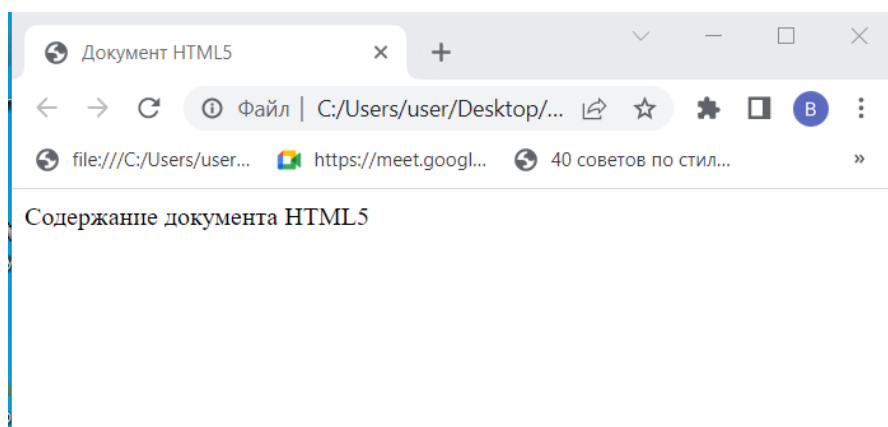 Документ HTML5
Файл | C:/Users/user/Desktop/... B
file:///C:/Users/user... https://meet.googl... 40 советов по стил... »
Содержание документа HTML5